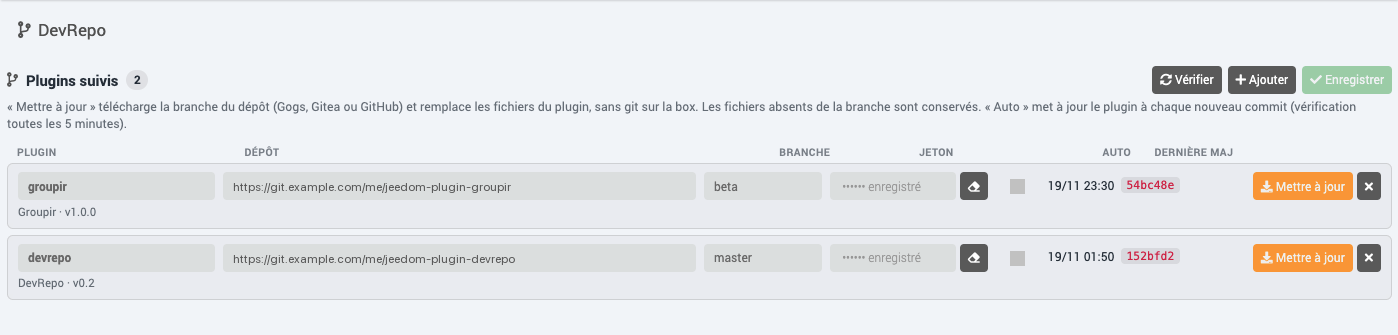 DevRepo
Plugins suivis 2
Vérifier Ajouter Enregistrer
« Mettre à jour » télécharge la branche du dépôt (Gogs, Gitea ou GitHub) et remplace les fichiers du plugin, sans git sur la box. Les fichiers absents de la branche sont conservés. « Auto » met à jour le plugin à chaque nouveau commit (vérification
toutes les 5 minutes).
PLUGIN DÉPÔT BRANCHE JETON AUTO DERNIÈRE MAJ
groupir https://git.example.com/me/jeedom-plugin-groupir beta •••••• enregistré 19/11 23:30 54bc48e Mettre à jour
Groupir · v1.0.0
devrepo https://git.example.com/me/jeedom-plugin-devrepo master •••••• enregistré 19/11 01:50 152bfd2 Mettre à jour
DevRepo · v0.2